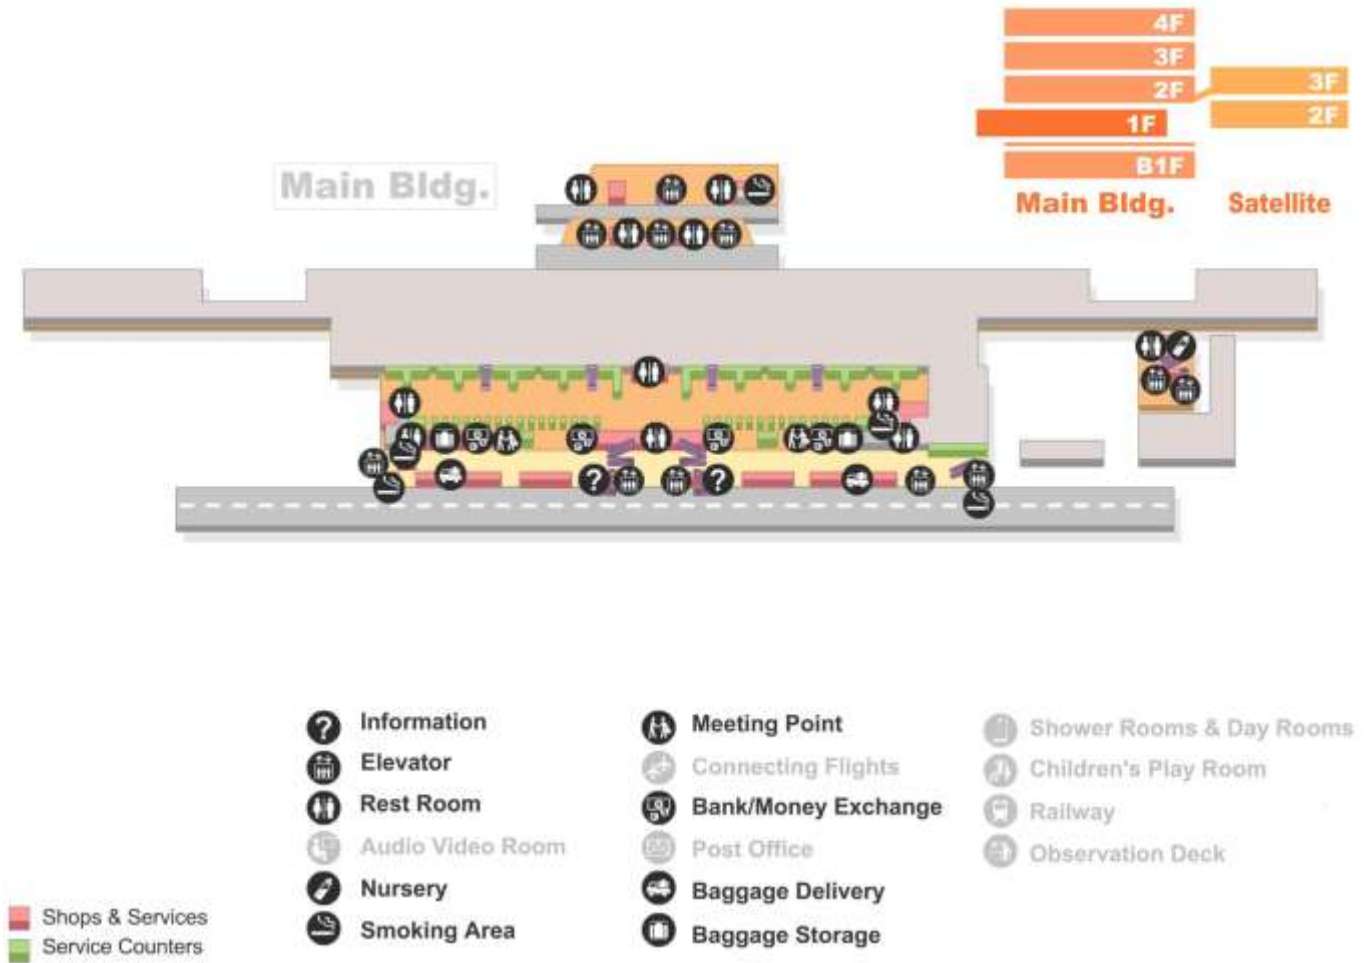 4F
3F
2F
1F
B1F
Main Bldg.
3F
2F
Satellite
Main Bldg.
Information
Elevator
Rest Room
Audio Video Room
Nursery
Smoking Area
Meeting Point
Connecting Flights
Bank/Money Exchange
Post Office
Baggage Delivery
Baggage Storage
Shower Rooms & Day Rooms
Children's Play Room
Railway
Observation Deck
Shops & Services
Service Counters